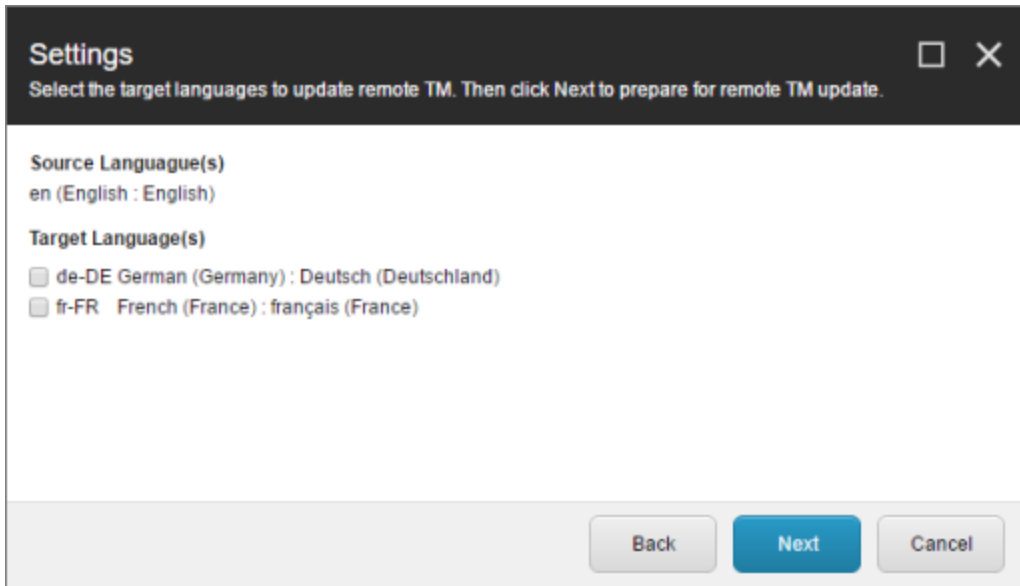 Settings
Select the target languages to update remote TM. Then click Next to prepare for remote TM update.
Source Languague(s)
en (English : English)
Target Language(s)
de-DE German (Germany) : Deutsch (Deutschland)
fr-FR French (France) : français (France)
Back Next Cancel